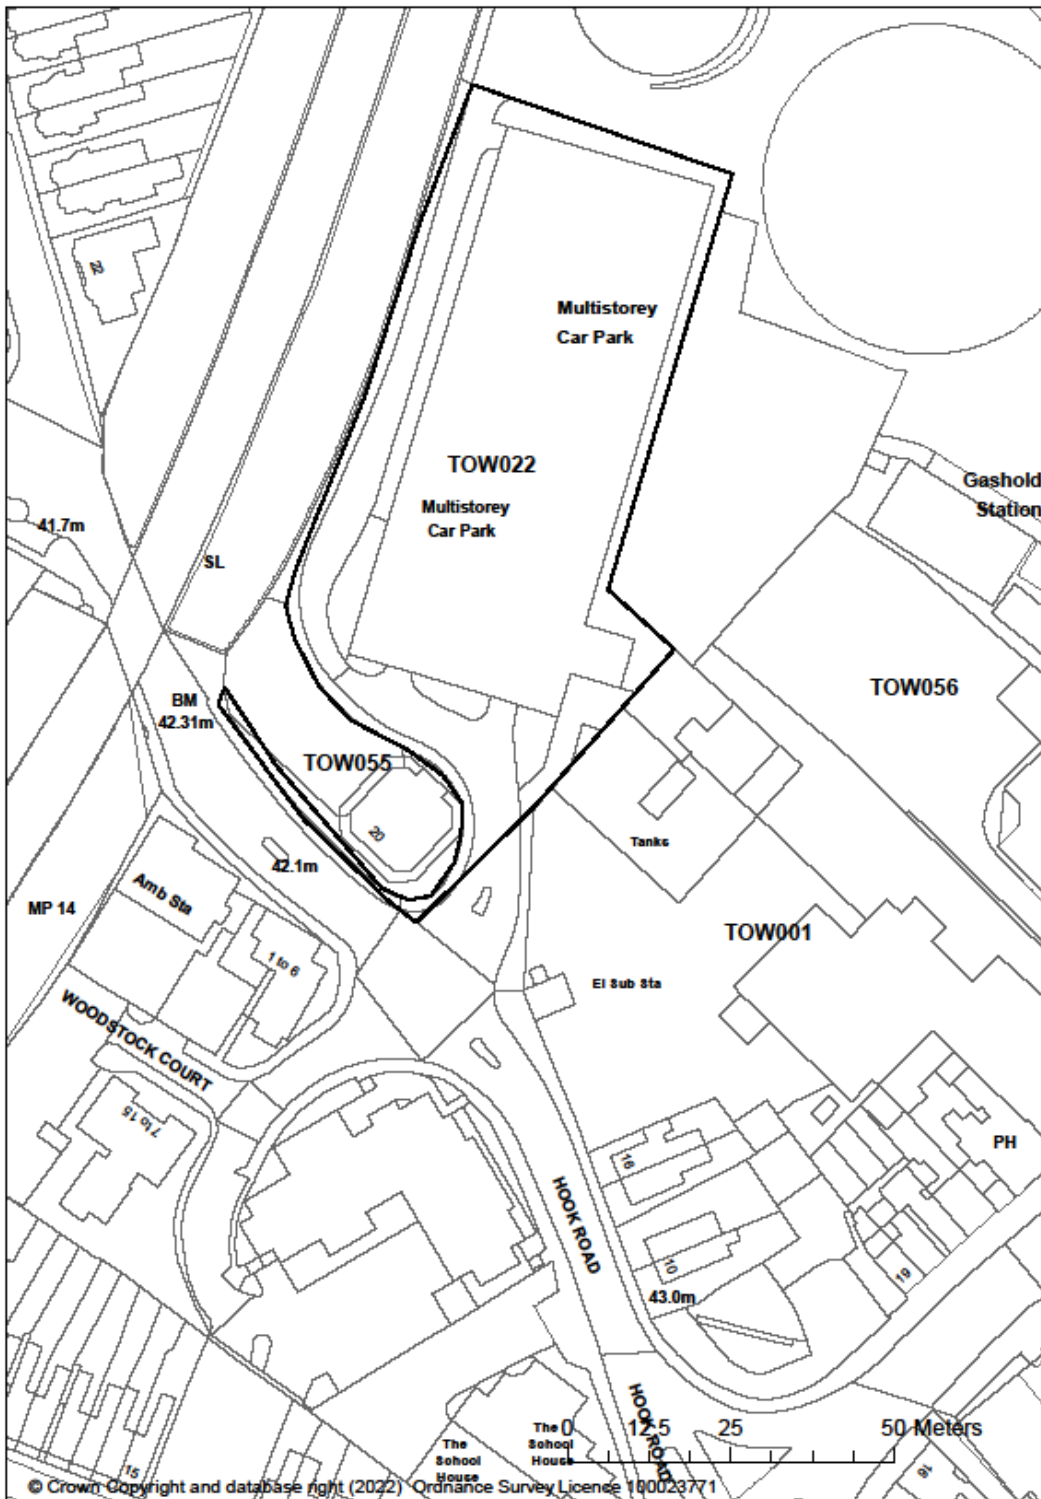 22
Multistorey
Car Park
TOW022
Multistorey
Car Park
Gashold
Station
41.7m
SL
TOW056
BM
42.31m
TOW055
20
Tanks
42.1m
Amb Sta
MP 14
1 to 6
TOW001
El Sub Sta
WOODSTOCK COURT
7 to 15
PH
16
HOOK ROAD
10
19
43.0m
HOOK ROAD
The
School
House
The
School
House
0 12.5 25 50 Meters
15
16
© Crown Copyright and database right (2022) Ordnance Survey Licence 100023771